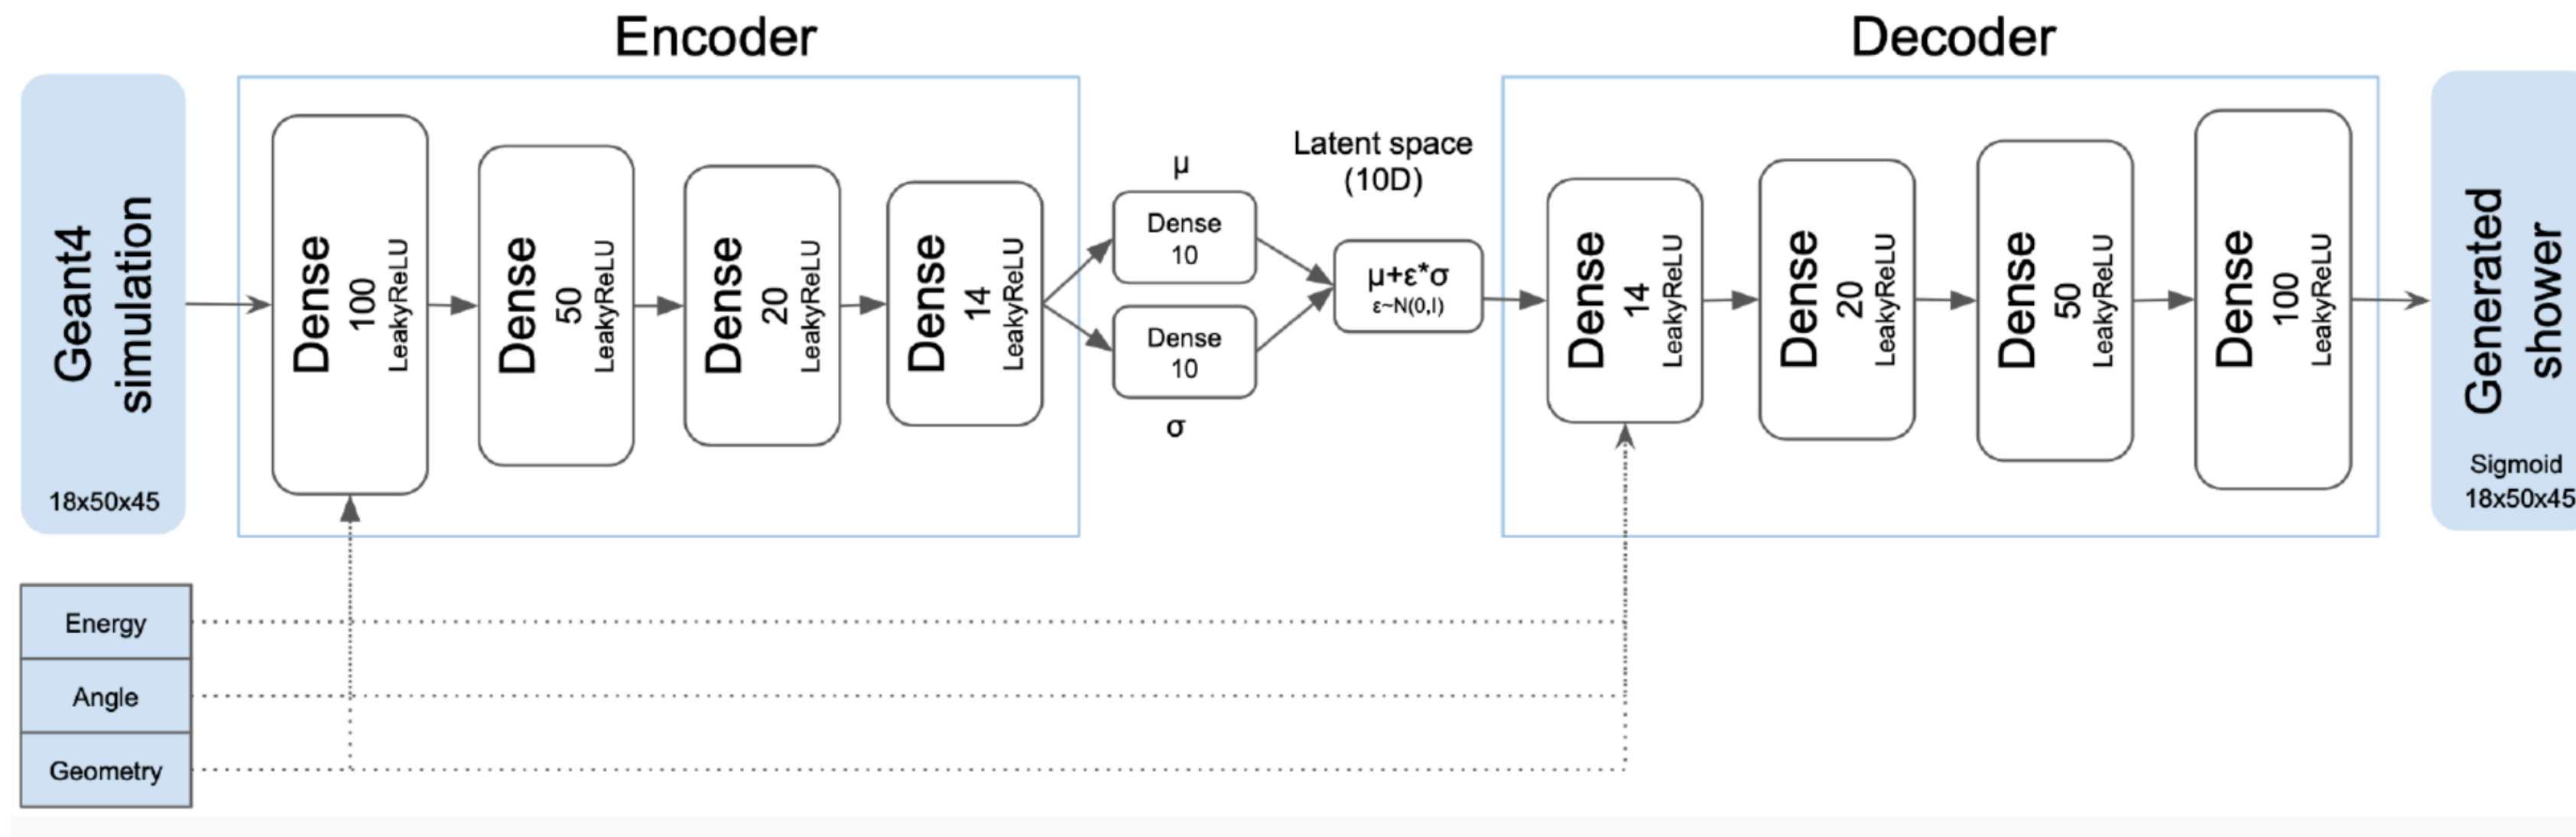 Encoder
Decoder
Geant4
simulation
18x50x45
Dense
100
LeakyReLU
Dense
50
LeakyReLU
Dense
20
LeakyReLU
Dense
14
LeakyReLU
μ
Dense
10
Dense
10
σ
Latent space
(10D)
μ+ε*σ
ε~N(0,I)
Dense
14
LeakyReLU
Dense
20
LeakyReLU
Dense
50
LeakyReLU
Dense
100
LeakyReLU
Generated
shower
Sigmoid
18x50x45
Energy
Angle
Geometry